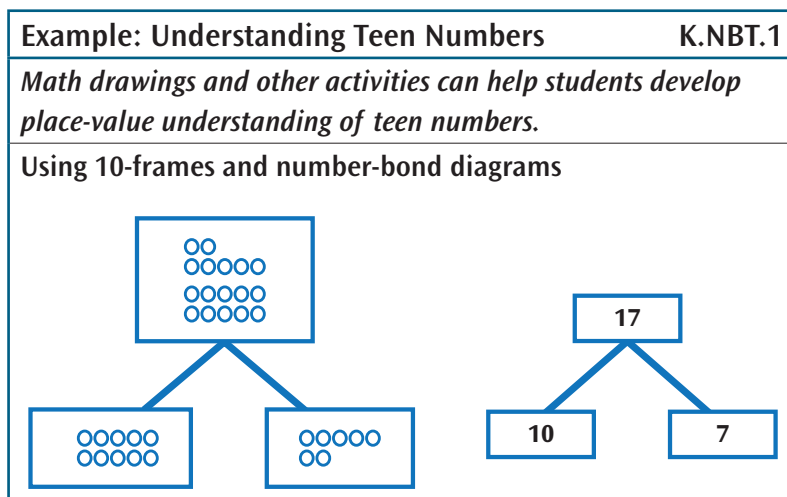 Example: Understanding Teen Numbers K.NBT.1
Math drawings and other activities can help students develop
place-value understanding of teen numbers.
Using 10-frames and number-bond diagrams
17
10 7